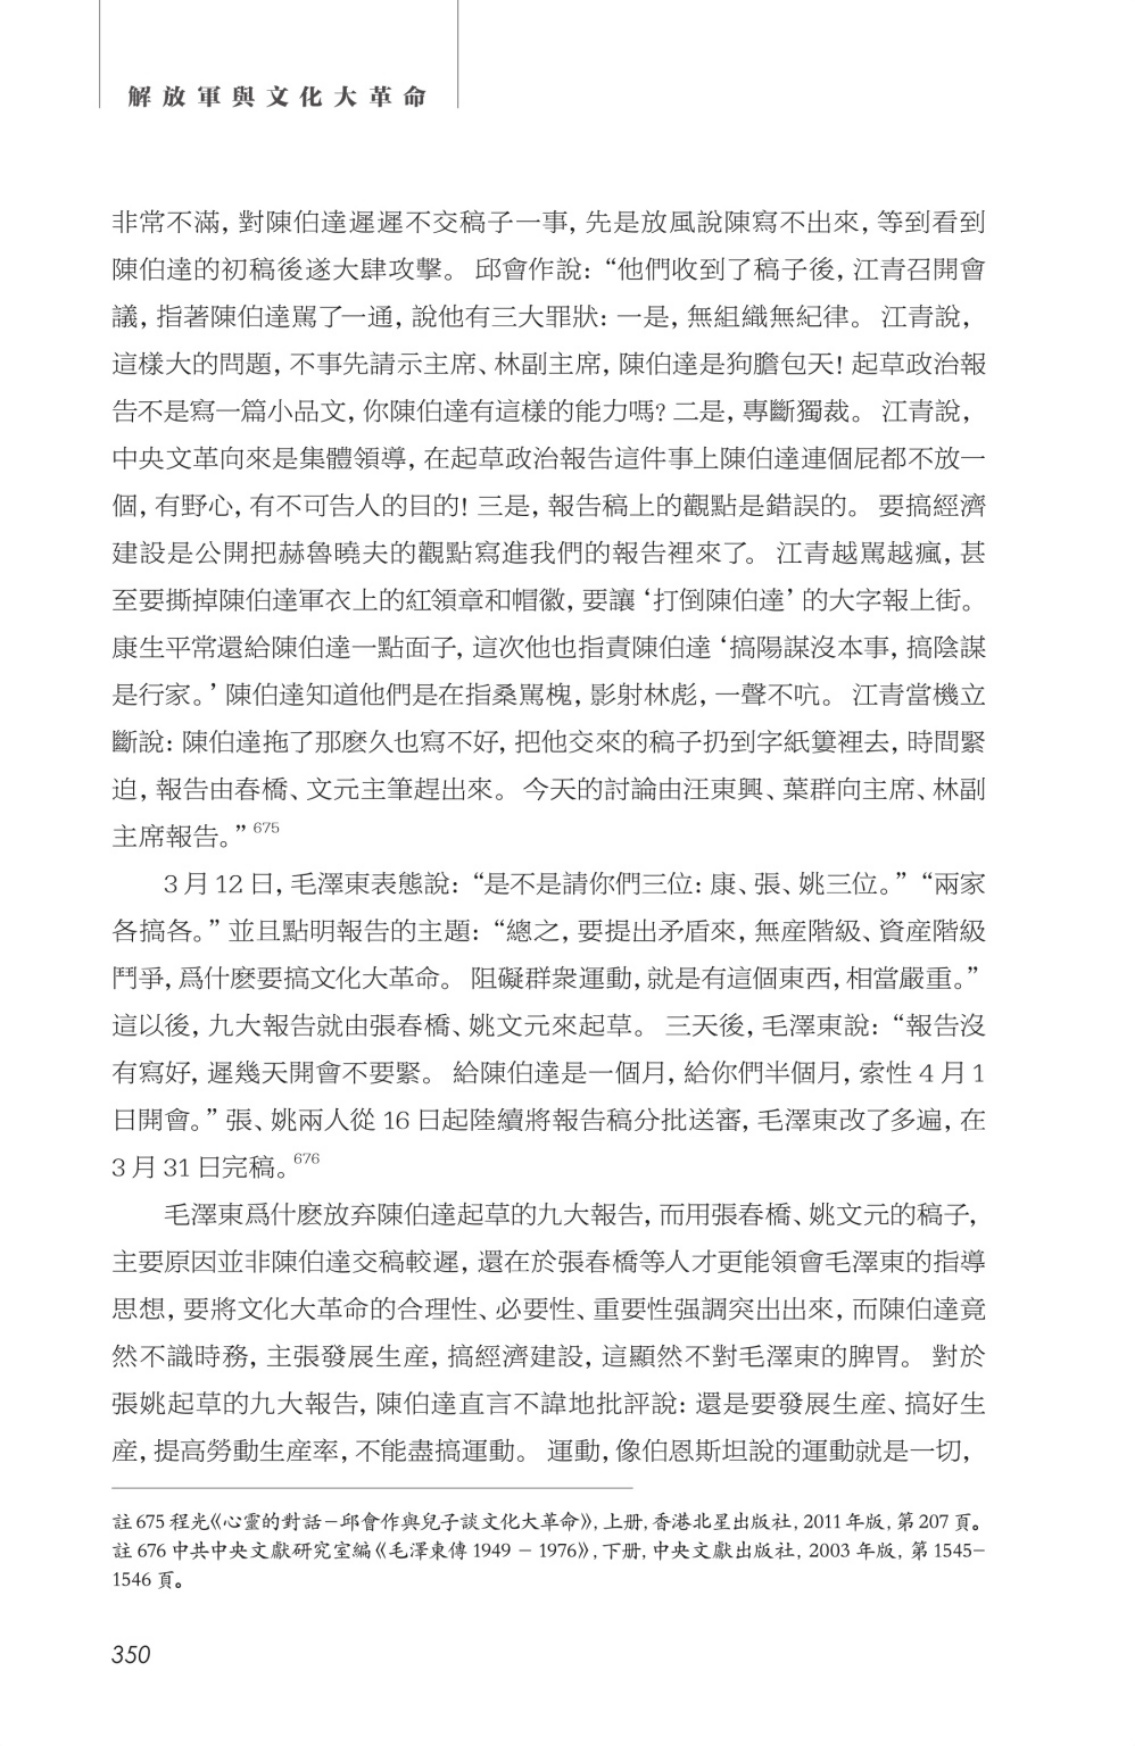 解放軍與文化大革命
非常不滿，對陳伯達遲遲不交稿子一事，先是放風說陳寫不出來，等到看到
陳伯達的初稿後遂大肆攻擊。 邱會作說：“他們收到了稿子後，江青召開會
議，指著陳伯達罵了一通，說他有三大罪狀：一是，無組織無紀律。 江青說，
這樣大的問題，不事先請示主席、林副主席，陳伯達是狗膽包天！起草政治報
告不是寫一篇小品文，你陳伯達有這樣的能力嗎？二是，專斷獨裁。 江青說，
中央文革向來是集體領導，在起草政治報告這件事上陳伯達連個屁都不放一
個，有野心，有不可告人的目的！三是，報告稿上的觀點是錯誤的。 要搞經濟
建設是公開把赫魯曉夫的觀點寫進我們的報告裡來了。 江青越罵越瘋，甚
至要撕掉陳伯達軍衣上的紅領章和帽徽，要讓‘打倒陳伯達’的大字報上街。
康生平常還給陳伯達一點面子，這次他也指責陳伯達‘搞陽謀沒本事，搞陰謀
是行家。’陳伯達知道他們是在指桑罵槐，影射林彪，一聲不吭。 江青當機立
斷說：陳伯達拖了那麽久也寫不好，把他交來的稿子扔到字紙簍裡去，時間緊
迫，報告由春橋、文元主筆趕出來。 今天的討論由汪東興、葉群向主席、林副
主席報告。”675
3 月 12 日，毛澤東表態說：“是不是請你們三位：康、張、姚三位。”“兩家
各搞各。”並且點明報告的主題：“總之，要提出矛盾來，無産階級、資産階級
鬥爭，爲什麽要搞文化大革命。 阻礙群衆運動，就是有這個東西，相當嚴重。”
這以後，九大報告就由張春橋、姚文元來起草。 三天後，毛澤東說：“報告沒
有寫好，遲幾天開會不要緊。 給陳伯達是一個月，給你們半個月，索性 4 月 1
日開會。”張、姚兩人從 16 日起陸續將報告稿分批送審，毛澤東改了多遍，在
3 月 31 日完稿。676
毛澤東爲什麽放弃陳伯達起草的九大報告，而用張春橋、姚文元的稿子，
主要原因並非陳伯達交稿較遲，還在於張春橋等人才更能領會毛澤東的指導
思想，要將文化大革命的合理性、必要性、重要性强調突出出來，而陳伯達竟
然不識時務，主張發展生産，搞經濟建設，這顯然不對毛澤東的脾胃。 對於
張姚起草的九大報告，陳伯達直言不諱地批評說：還是要發展生産、搞好生
産，提高勞動生産率，不能盡搞運動。 運動，像伯恩斯坦說的運動就是一切，
註 675 程光《心靈的對話－邱會作與兒子談文化大革命》，上册，香港北星出版社，2011 年版，第 207 頁。
註 676 中共中央文獻研究室編《毛澤東傳 1949 － 1976》，下册，中央文獻出版社，2003 年版，第 1545–
1546 頁。
350